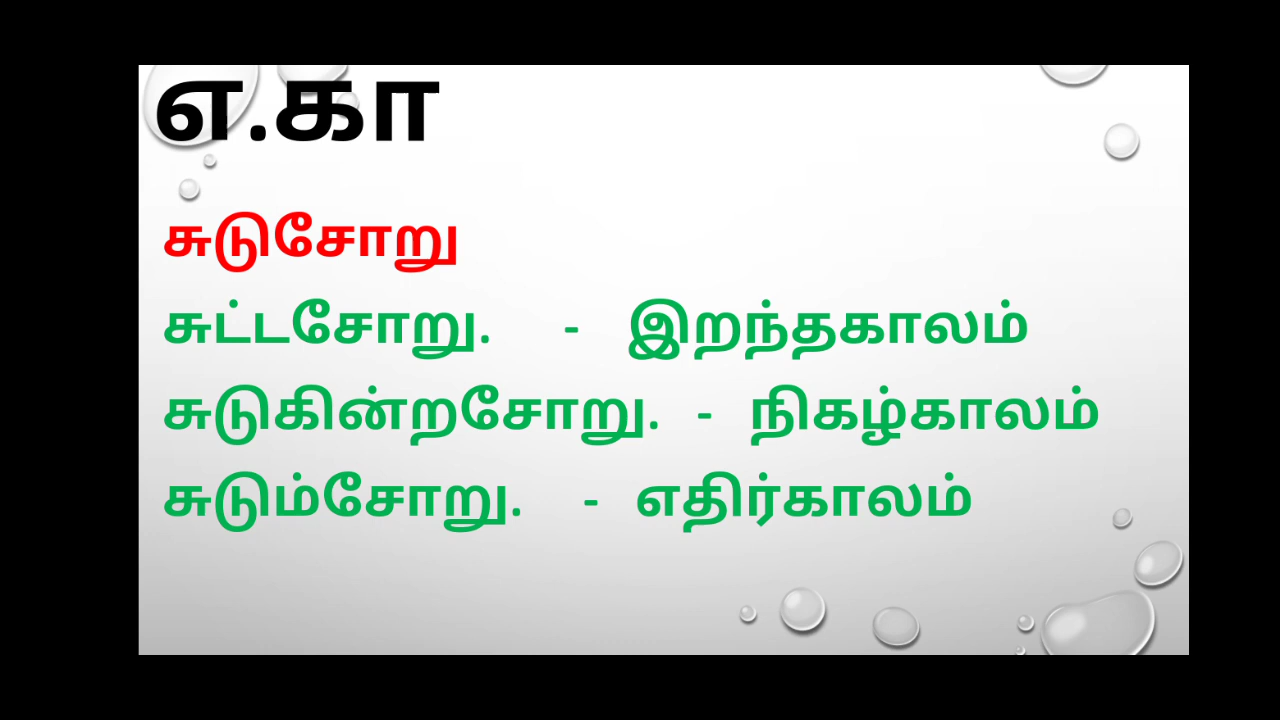 எ.கா
சுடுசோறு
சுட்டசோறு. - இறந்தகாலம்
சுடுகின்றசோறு. - நிகழ்காலம்
சுடும்சோறு. - எதிர்காலம்